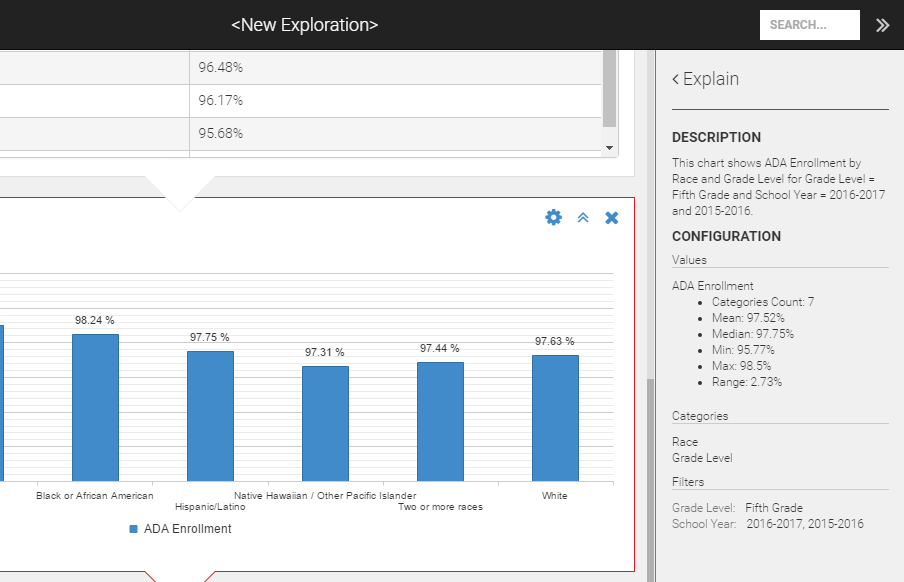 <New Exploration>
SEARCH...
96.48%
96.17%
95.68%
98.24 %
97.75 %
97.31 %
97.44 %
97.63 %
Black or African American
Hispanic/Latino
Native Hawaiian / Other Pacific Islander
Two or more races
White
ADA Enrollment
Explain
DESCRIPTION
This chart shows ADA Enrollment by
Race and Grade Level for Grade Level =
Fifth Grade and School Year = 2016-2017
and 2015-2016.
CONFIGURATION
Values
ADA Enrollment
Categories Count: 7
Mean: 97.52%
Median: 97.75%
Min: 95.77%
Max: 98.5%
Range: 2.73%
Categories
Race
Grade Level
Filters
Grade Level: Fifth Grade
School Year: 2016-2017, 2015-2016